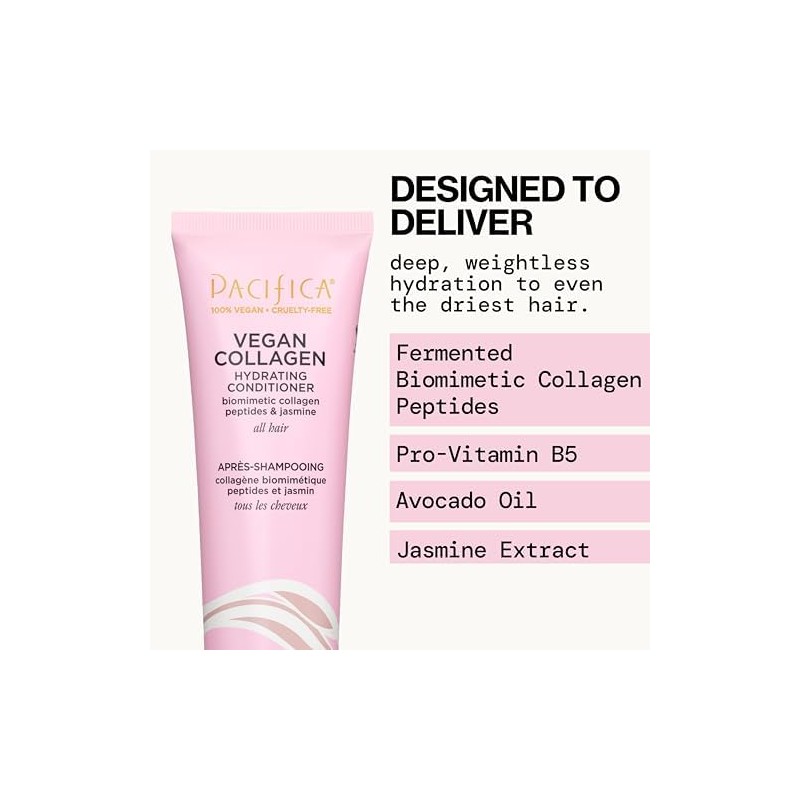 DESIGNED TO
DELIVER
deep, weightless
hydration to even
the driest hair.
Fermented
Biomimetic Collagen
Peptides
Pro-Vitamin B5
Avocado Oil
Jasmine Extract
PACIFICA®
100% VEGAN • CRUELTY-FREE
VEGAN
COLLAGEN
HYDRATING
CONDITIONER
biomimetic collagen
peptides & jasmine
all hair
APRÈS-SHAMPOOING
collagène biomimétique
peptides et jasmin
tous les cheveux